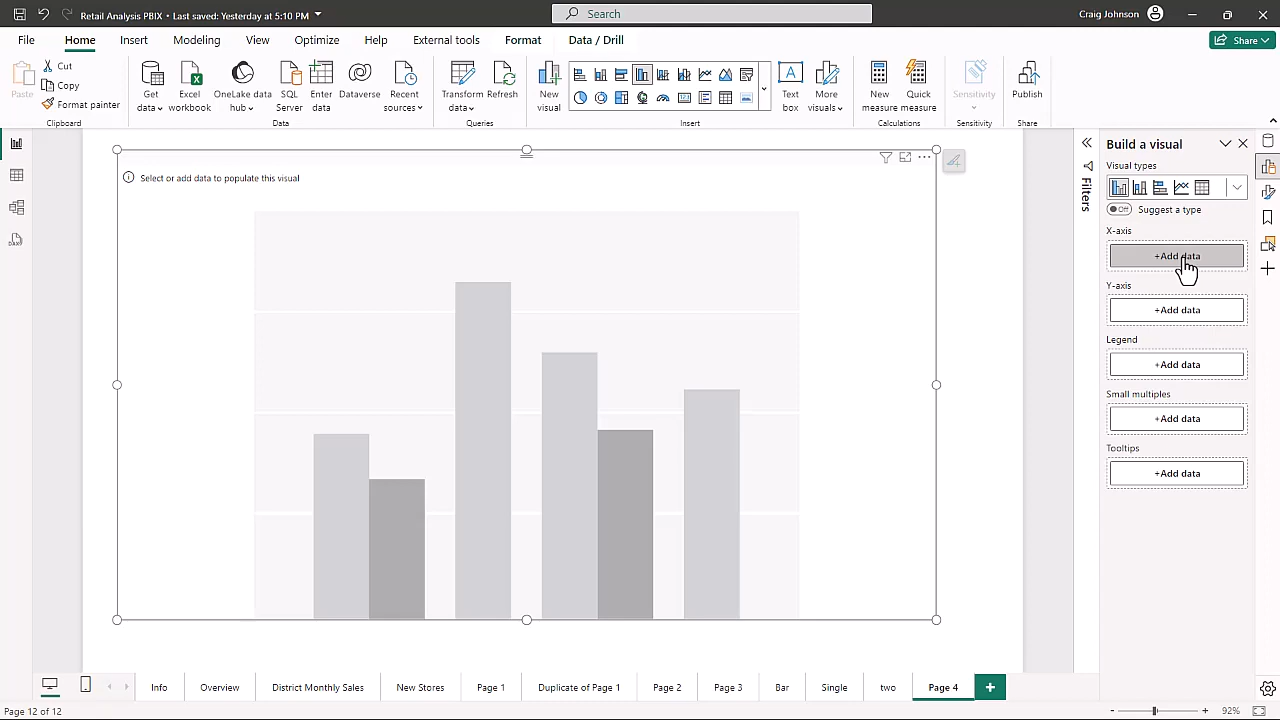 Retail Analysis PBIX • Last saved: Yesterday at 5:10 PM
Search
Craig Johnson
File
Home
Insert
Modeling
View
Optimize
Help
External tools
Format
Data / Drill
Share
Paste
Cut
Copy
Format painter
Clipboard
Get data
Excel workbook
OneLake data hub
SQL Server
Enter data
Dataverse
Recent sources
Data
Transform data
Refresh
Queries
New visual
Text box
More visuals
Insert
New measure
Quick measure
Calculations
Sensitivity
Sensitivity
Publish
Share
Select or add data to populate this visual
Filters
Build a visual
Visual types
Off
Suggest a type
X-axis
+Add data
Y-axis
+Add data
Legend
+Add data
Small multiples
+Add data
Tooltips
+Add data
Info
Overview
District Monthly Sales
New Stores
Page 1
Duplicate of Page 1
Page 2
Page 3
Bar
Single
two
Page 4
Page 12 of 12
- + 92%